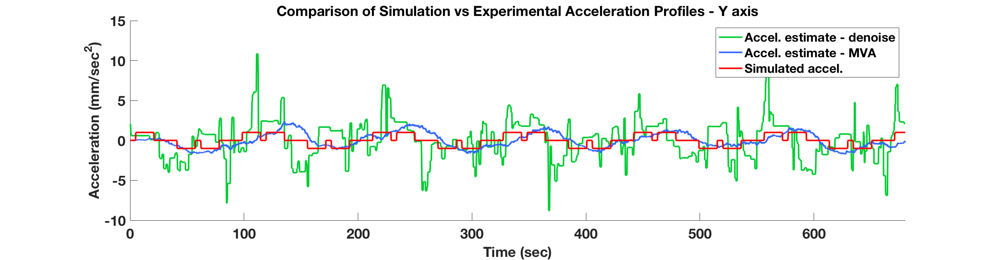 Comparison of Simulation vs Experimental Acceleration Profiles - Y axis
Acceleration (mm/sec²)
15
10
5
0
-5
-10
Accel. estimate - denoise
Accel. estimate - MVA
Simulated accel.
0 100 200 300 400 500 600
Time (sec)